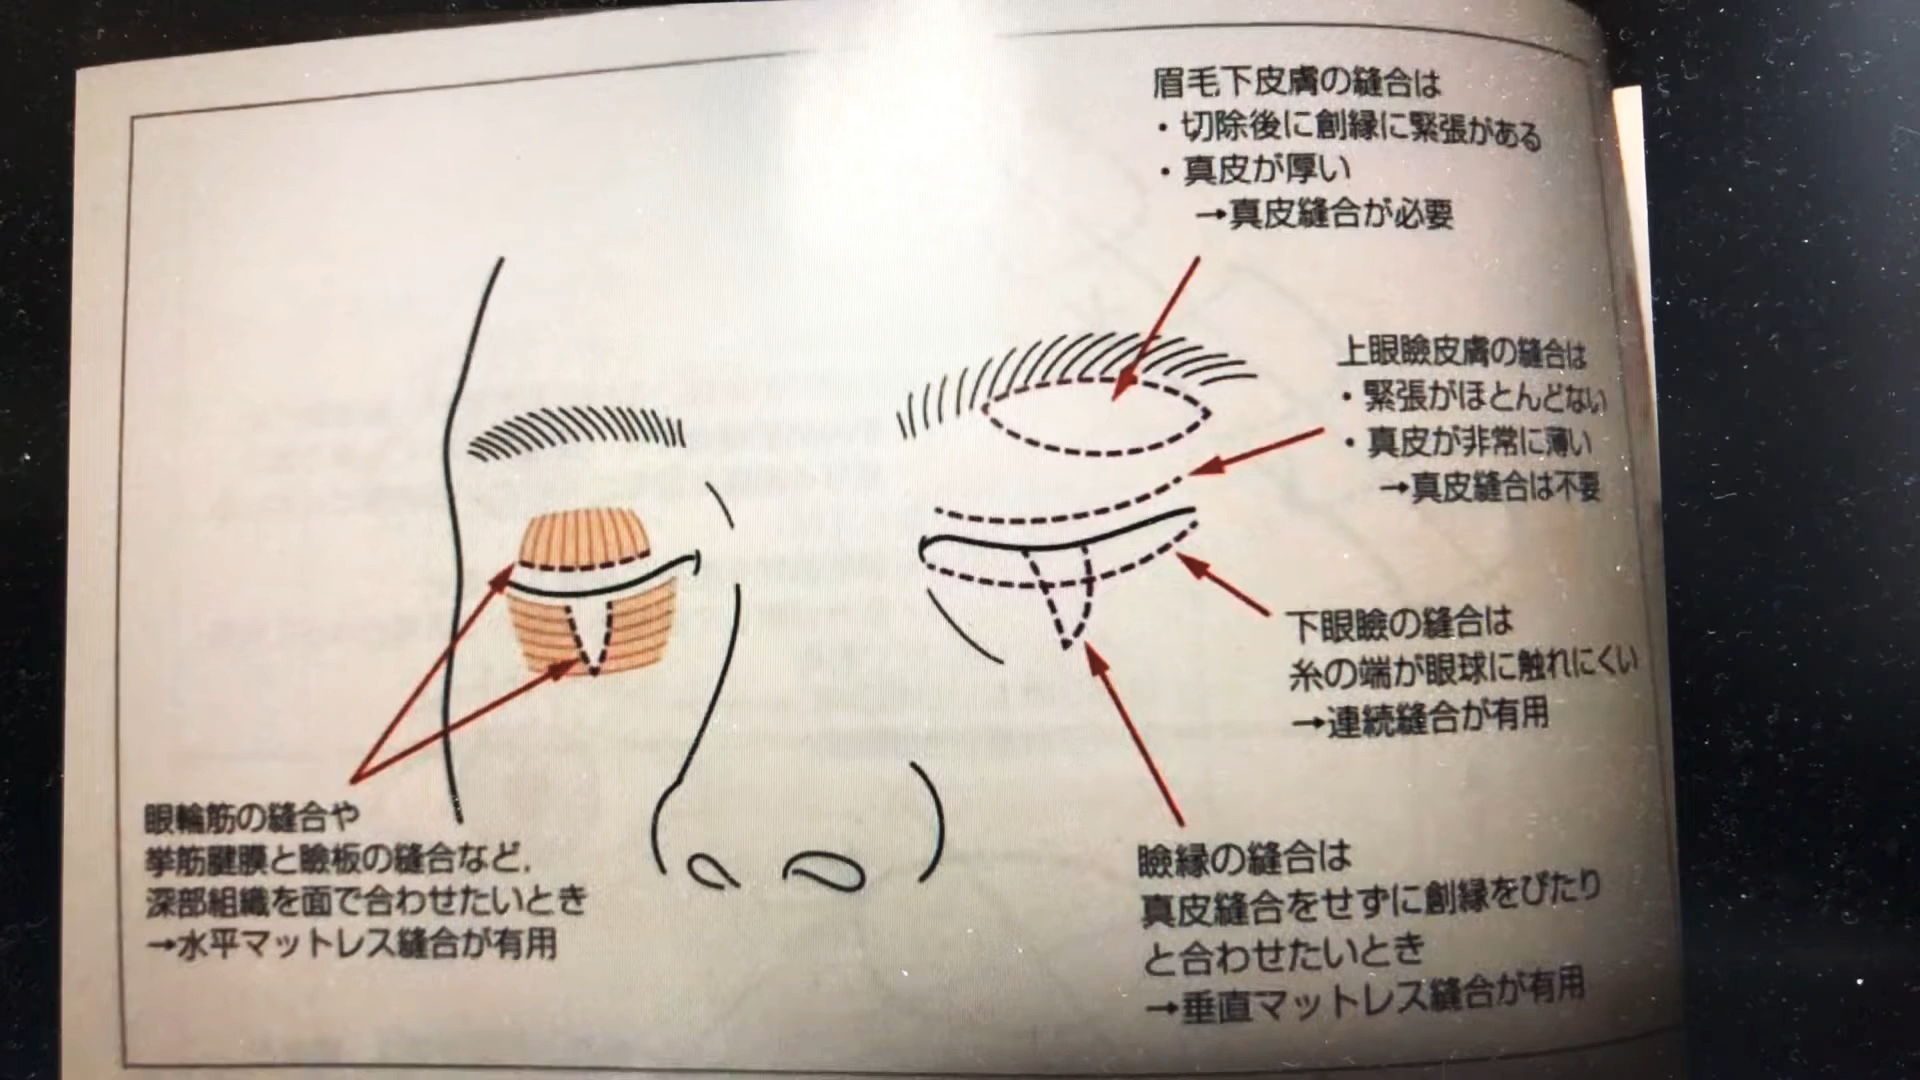 眉毛下皮膚の縫合は
・切除後に創縁に緊張がある
・真皮が厚い
→真皮縫合が必要
上眼瞼皮膚の縫合は
・緊張がほとんどない
・真皮が非常に薄い
→真皮縫合は不要
下眼瞼の縫合は
糸の端が眼球に触れにくい
→連続縫合が有用
眼輪筋の縫合や
挙筋腱膜と瞼板の縫合など，
深部組織を面で合わせたいとき
→水平マットレス縫合が有用
瞼縁の縫合は
真皮縫合をせずに創縁をぴたり
と合わせたいとき
→垂直マットレス縫合が有用